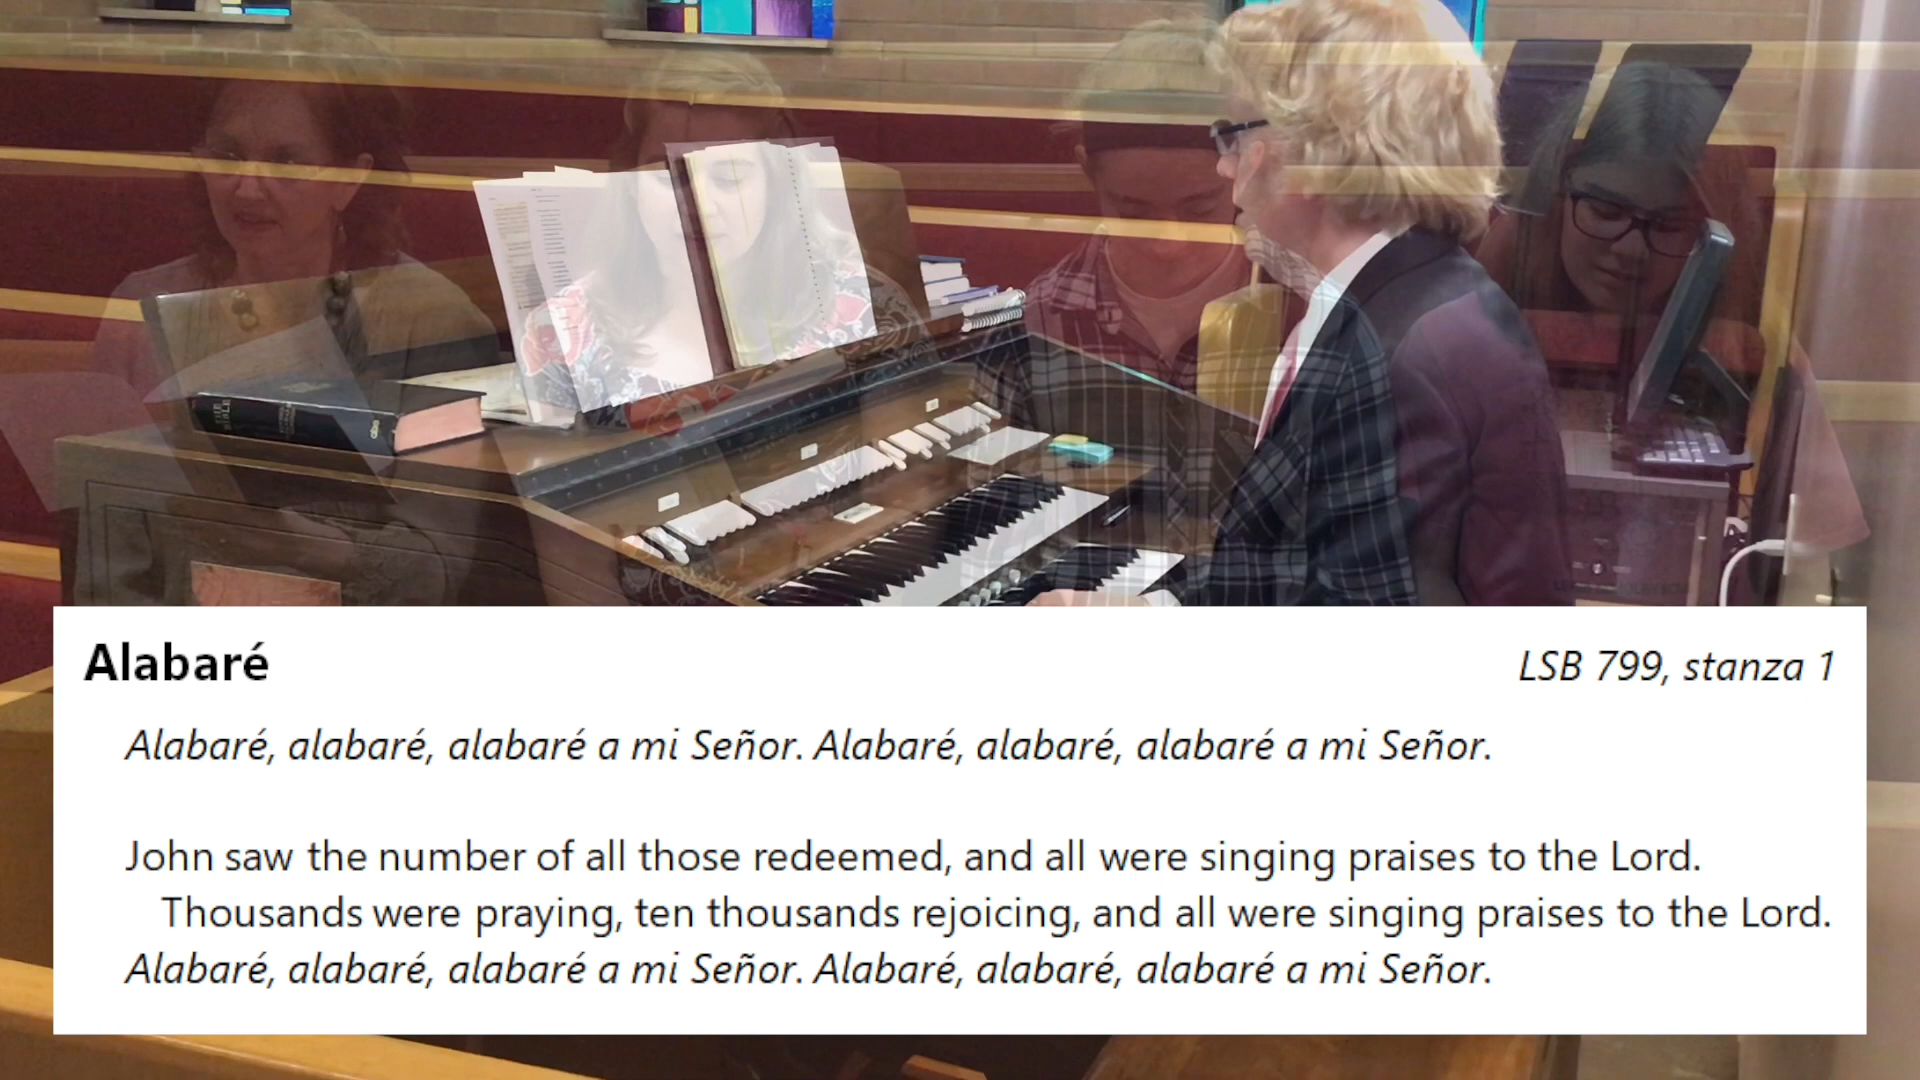 THE
BIBLE
Alabaré
LSB 799, stanza 1
Alabaré, alabaré, alabaré a mi Señor. Alabaré, alabaré, alabaré a mi Señor.
John saw the number of all those redeemed, and all were singing praises to the Lord.
Thousands were praying, ten thousands rejoicing, and all were singing praises to the Lord.
Alabaré, alabaré, alabaré a mi Señor. Alabaré, alabaré, alabaré a mi Señor.